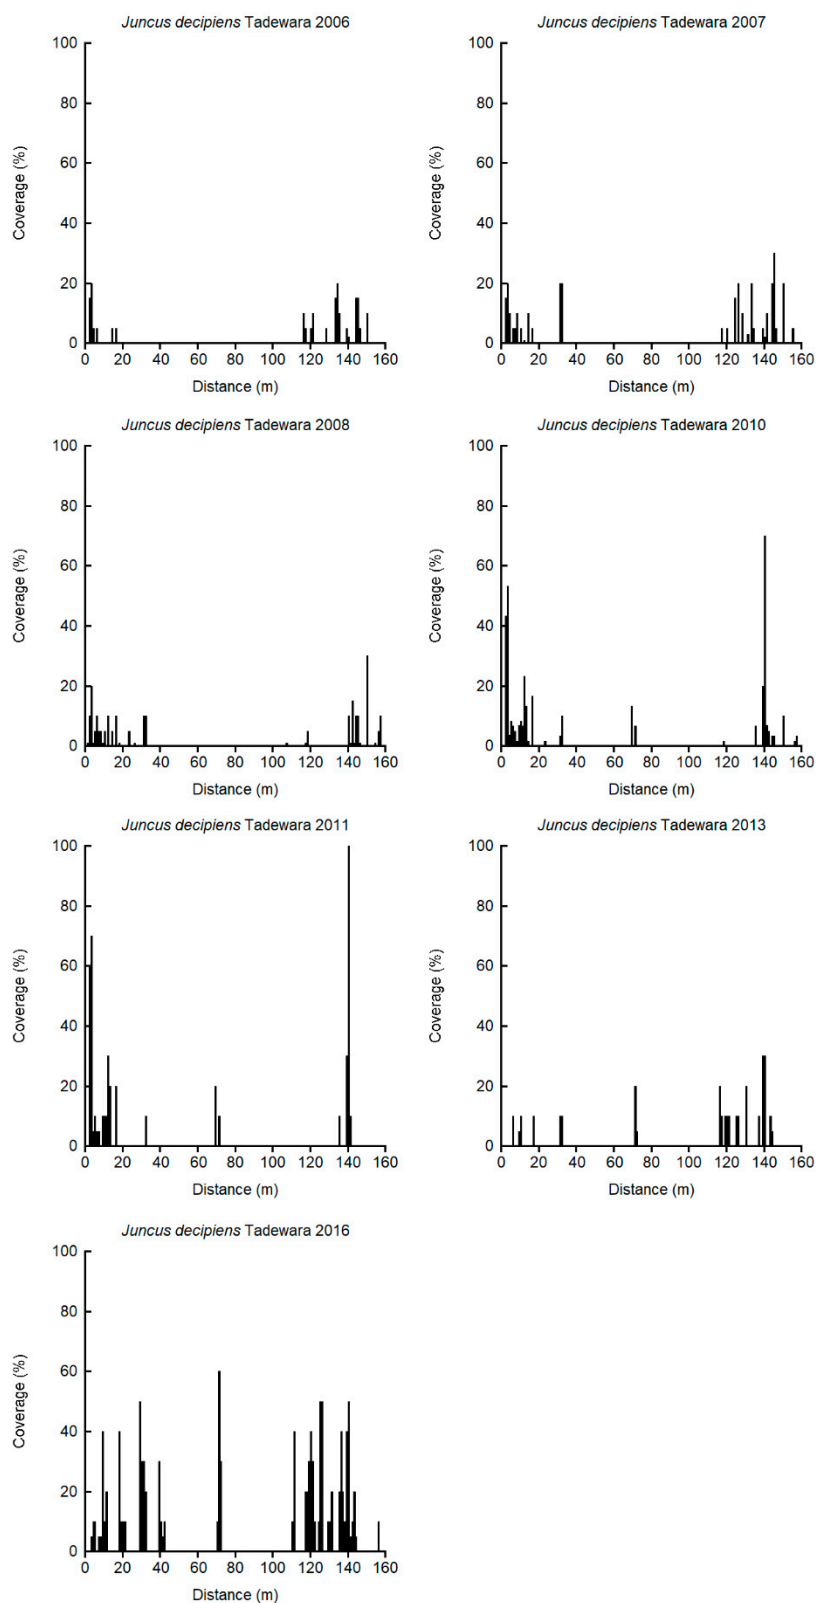 Juncus decipiens Tadewara 2006
100
80
60
40
20
0
Coverage (%)
0 20 40 60 80 100 120 140 160
Distance (m)
Juncus decipiens Tadewara 2007
100
80
60
40
20
0
Coverage (%)
0 20 40 60 80 100 120 140 160
Distance (m)
Juncus decipiens Tadewara 2008
100
80
60
40
20
0
Coverage (%)
0 20 40 60 80 100 120 140 160
Distance (m)
Juncus decipiens Tadewara 2010
100
80
60
40
20
0
Coverage (%)
0 20 40 60 80 100 120 140 160
Distance (m)
Juncus decipiens Tadewara 2011
100
80
60
40
20
0
Coverage (%)
0 20 40 60 80 100 120 140 160
Distance (m)
Juncus decipiens Tadewara 2013
100
80
60
40
20
0
Coverage (%)
0 20 40 60 80 100 120 140 160
Distance (m)
Juncus decipiens Tadewara 2016
100
80
60
40
20
0
Coverage (%)
0 20 40 60 80 100 120 140 160
Distance (m)